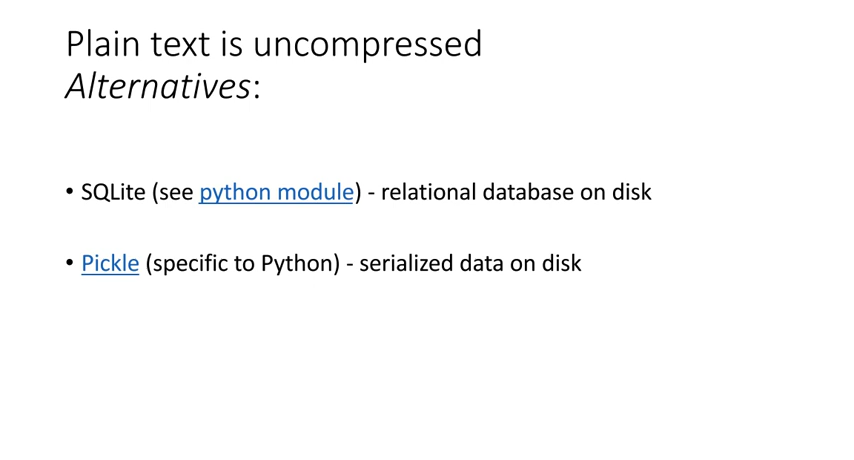 Plain text is uncompressed
Alternatives:
• SQLite (see python module) - relational database on disk
• Pickle (specific to Python) - serialized data on disk